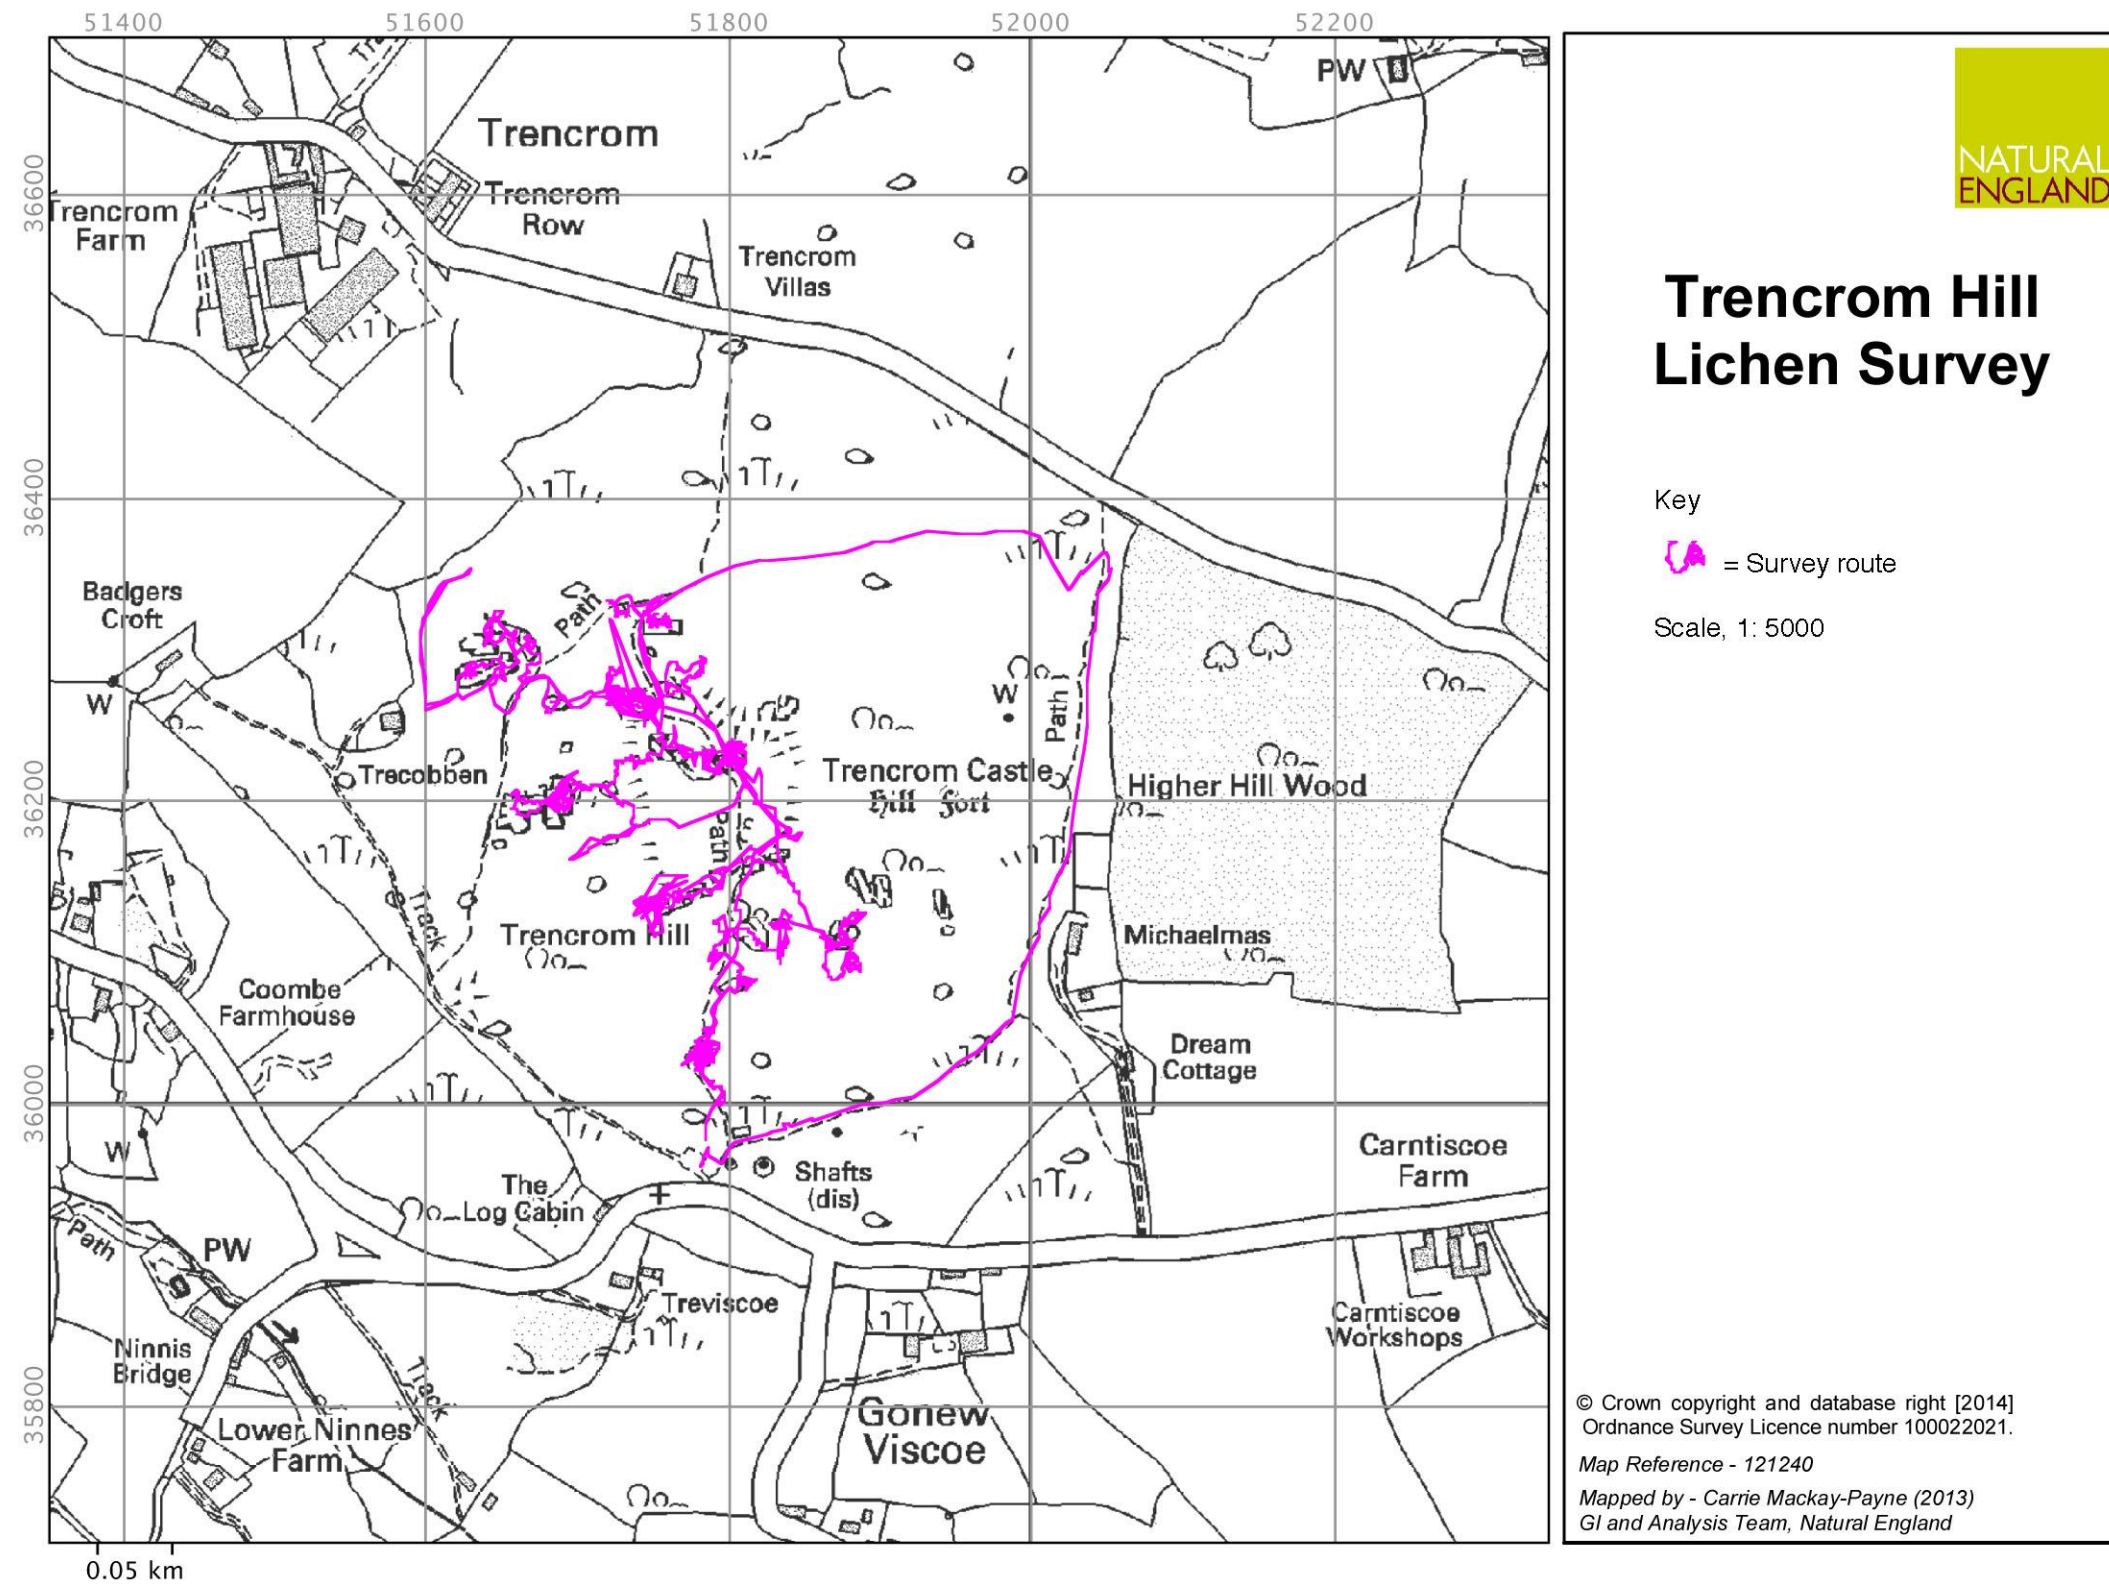 51400
51600
51800
52000
52200
36600
36400
36200
36000
35800
PW
Trencrom
Trencrom
Row
Trencrom
Farm
Trencrom
Villas
Badgers
Croft
W
Path
Trecobben
W
Path
Trencrom Castle
Hill Fort
Higher Hill Wood
Path
Track
Trencrom Hill
Michaelmas
Coombe
Farmhouse
Dream
Cottage
W
Carntiscoe
Farm
The
Log Cabin
Shafts
(dis)
Path
PW
Treviscoe
Carntiscoe
Workshops
Ninnis
Bridge
Track
Lower Ninnes
Farm
Gonew
Viscoe
0.05 km
NATURAL
ENGLAND
Trencrom Hill
Lichen Survey
Key
= Survey route
Scale, 1: 5000
© Crown copyright and database right [2014]
Ordnance Survey Licence number 100022021.
Map Reference - 121240
Mapped by - Carrie Mackay-Payne (2013)
GI and Analysis Team, Natural England